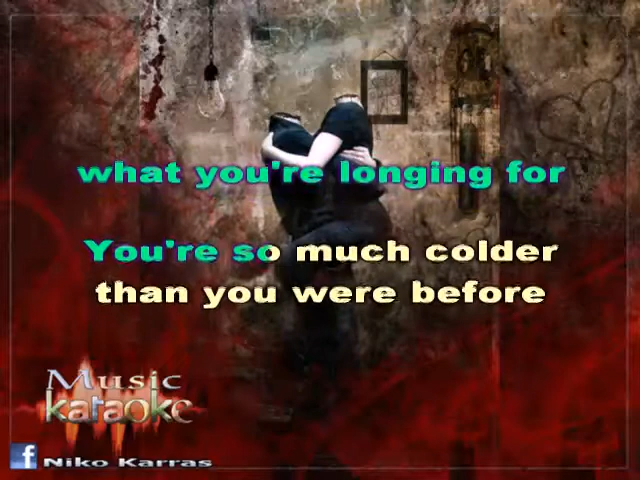 what you're longing for
You're so much colder
than you were before
Music
karaoke
f Niko Karras